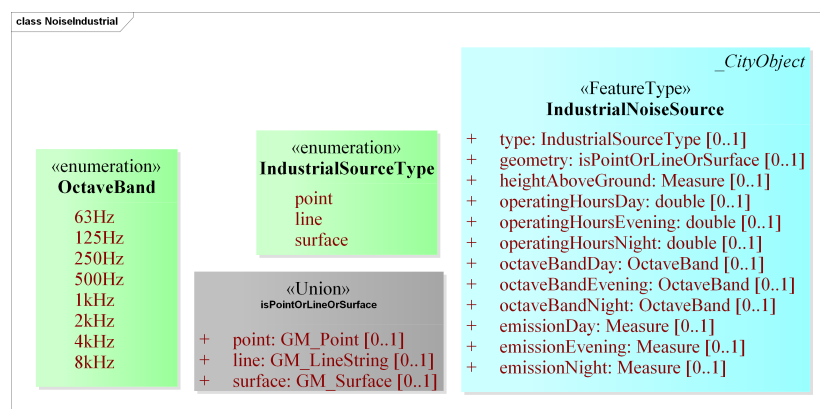 class NoiseIndustrial
«enumeration»
OctaveBand
63Hz
125Hz
250Hz
500Hz
1kHz
2kHz
4kHz
8kHz
«enumeration»
IndustrialSourceType
point
line
surface
«Union»
isPointOrLineOrSurface
+ point: GM_Point [0..1]
+ line: GM_LineString [0..1]
+ surface: GM_Surface [0..1]
_CityObject
«FeatureType»
IndustrialNoiseSource
+ type: IndustrialSourceType [0..1]
+ geometry: isPointOrLineOrSurface [0..1]
+ heightAboveGround: Measure [0..1]
+ operatingHoursDay: double [0..1]
+ operatingHoursEvening: double [0..1]
+ operatingHoursNight: double [0..1]
+ octaveBandDay: OctaveBand [0..1]
+ octaveBandEvening: OctaveBand [0..1]
+ octaveBandNight: OctaveBand [0..1]
+ emissionDay: Measure [0..1]
+ emissionEvening: Measure [0..1]
+ emissionNight: Measure [0..1]